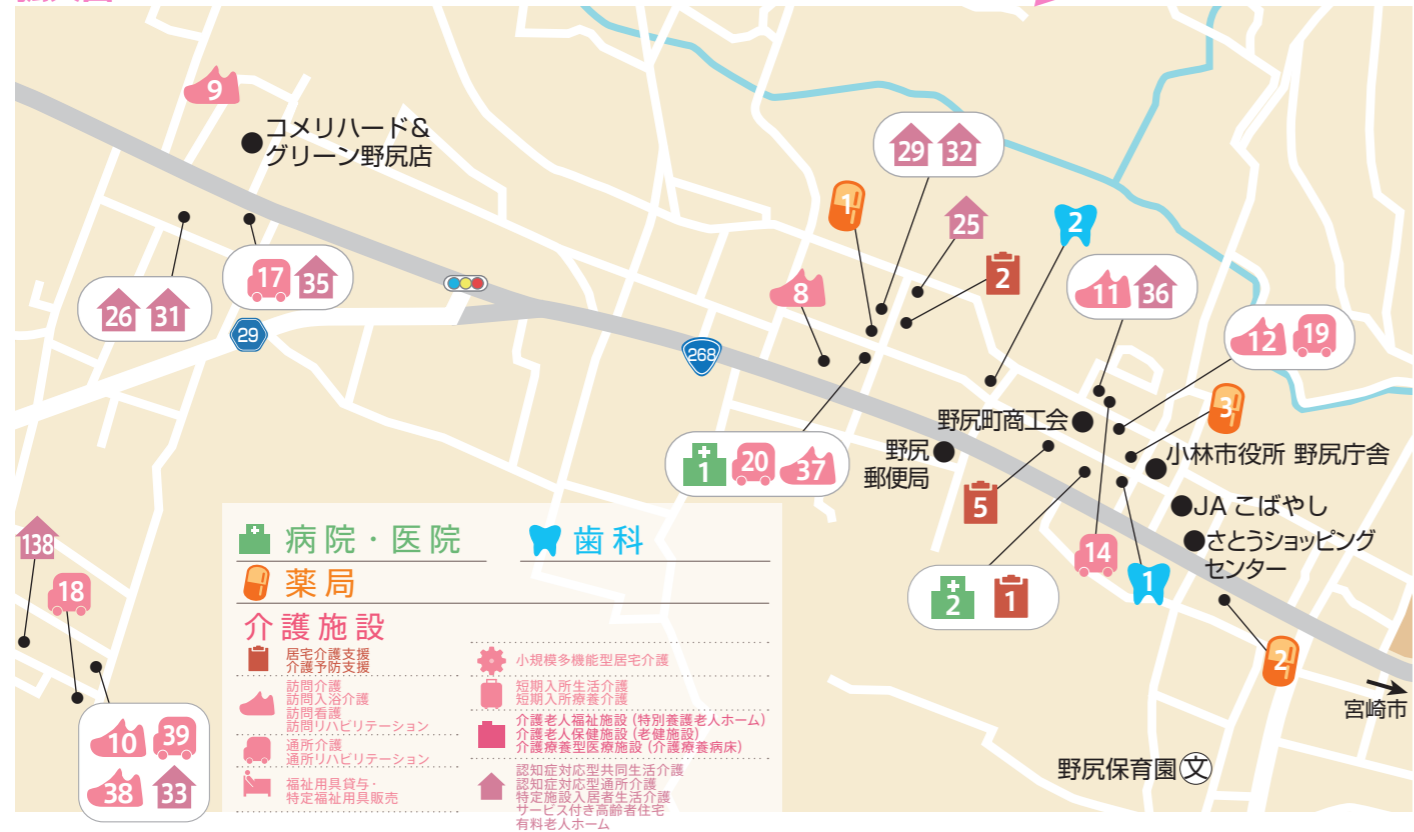 9
コメリハード&
グリーン野尻店
29 32
1
25
2
2
8
11 36
17 35
26 31
29
12 19
268
3
野尻町商工会
野尻
郵便局
小林市役所 野尻庁舎
1 20 37
5
JA こばやし
さとうショッピング
センター
14
1
2 1
138
18
2
宮崎市
10 39
38 33
野尻保育園 文
病院・医院
歯科
薬局
介護施設
居宅介護支援
介護予防支援
訪問介護
訪問入浴介護
訪問看護
訪問リハビリテーション
通所介護
通所リハビリテーション
福祉用具貸与・
特定福祉用具販売
小規模多機能型居宅介護
短期入所生活介護
短期入所療養介護
介護老人福祉施設（特別養護老人ホーム）
介護老人保健施設（老健施設）
介護療養型医療施設（介護療養病床）
認知症対応型共同生活介護
認知症対応型通所介護
特定施設入居者生活介護
サービス付き高齢者住宅
有料老人ホーム